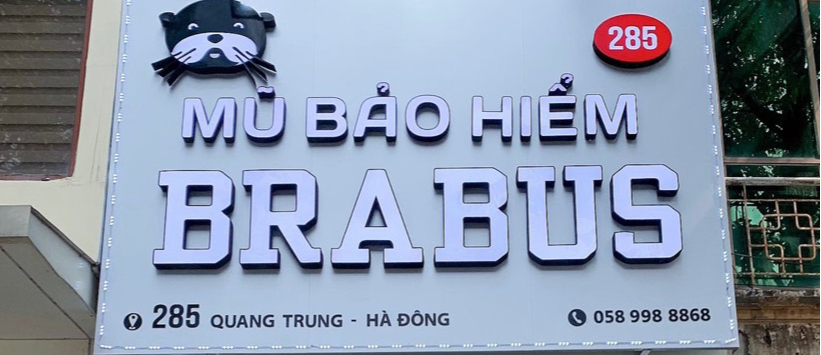 285
MŨ BẢO HIỂM
BRABUS
285 QUANG TRUNG - HÀ ĐÔNG
058 998 8868